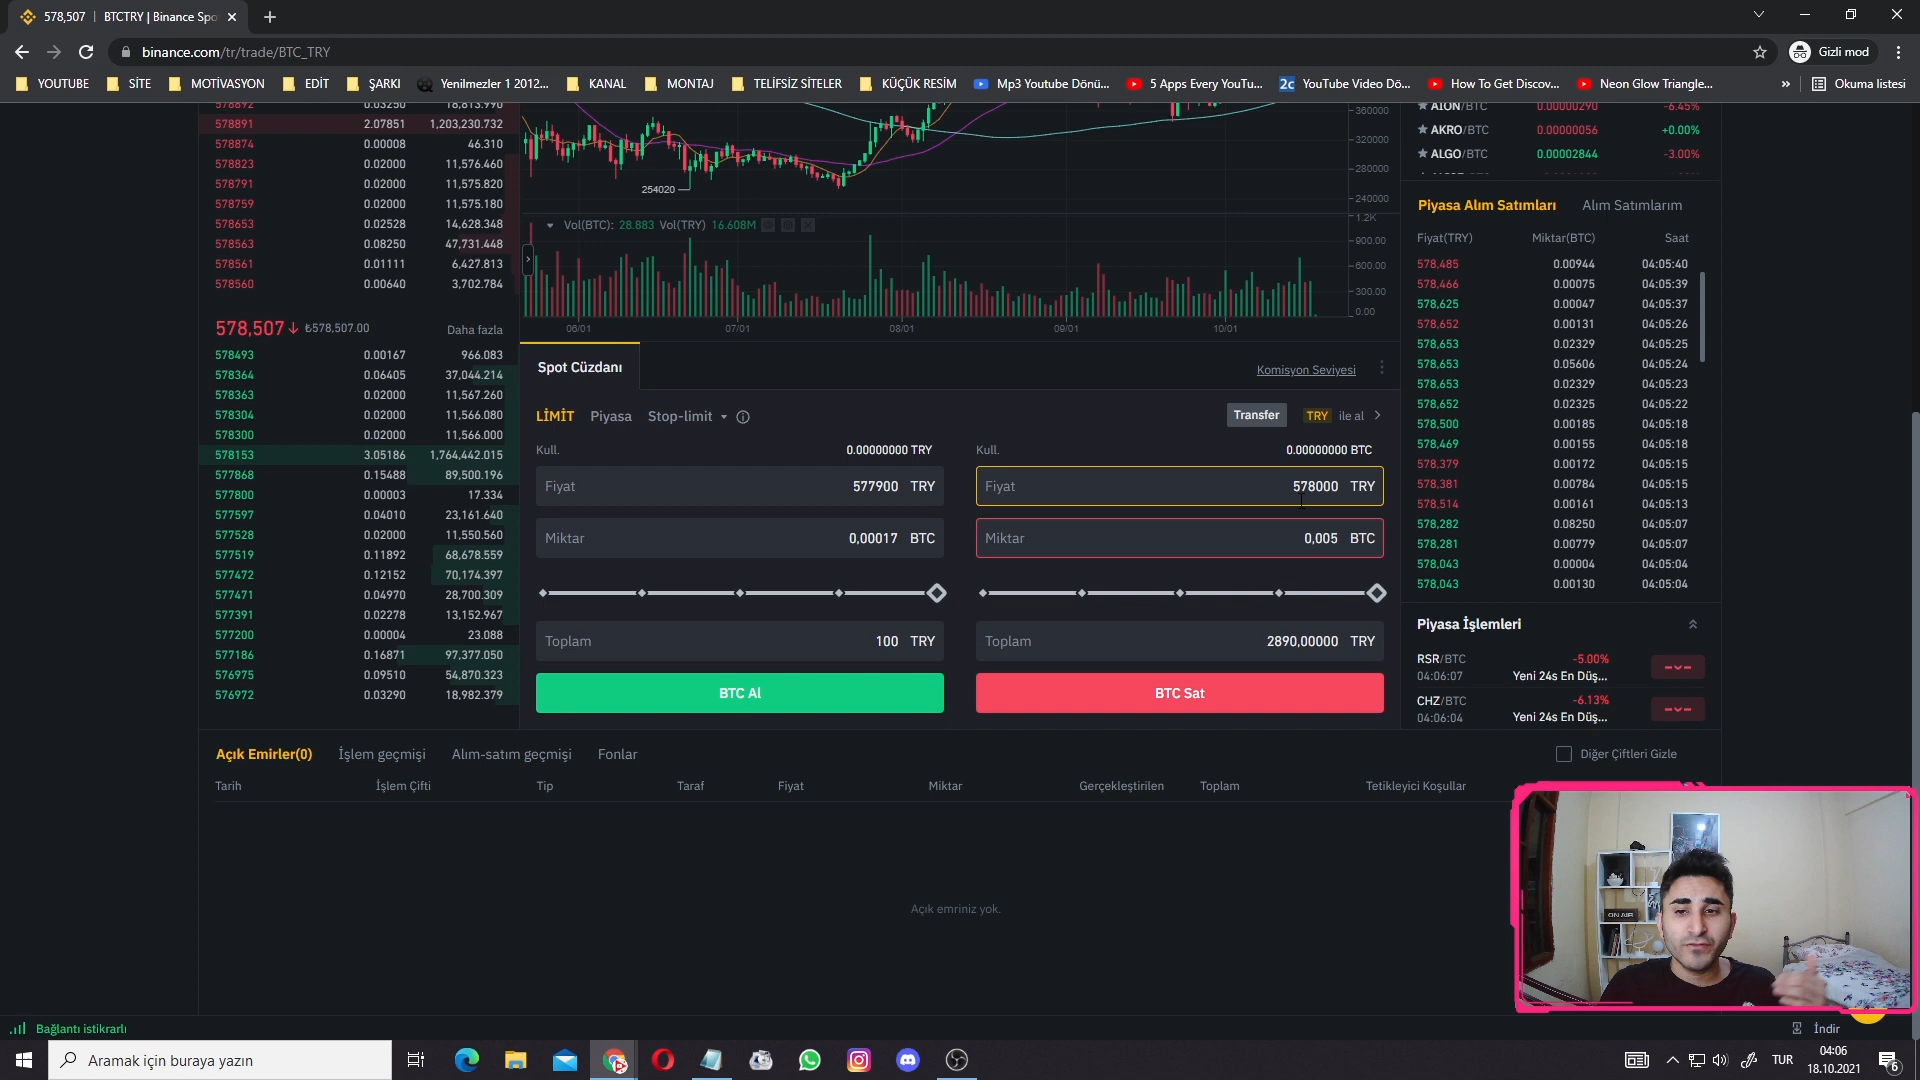 578,507 | BTCTRY | Binance Spo
binance.com/tr/trade/BTC_TRY
Gizli mod
YOUTUBE
SİTE
MOTİVASYON
EDİT
ŞARKI
Yenilmezler 1 2012...
KANAL
MONTAJ
TELİFSİZ SİTELER
KÜÇÜK RESİM
Mp3 Youtube Dönü...
5 Apps Every YouTu...
2c YouTube Video Dö...
How To Get Discov...
Neon Glow Triangle...
»
Okuma listesi
578892 0.03250 18,813.990
578891 2.07851 1,203,230.732
578874 0.00008 46.310
578823 0.02000 11,576.460
578791 0.02000 11,575.820
578759 0.02000 11,575.180
578653 0.02528 14,628.348
578563 0.08250 47,731.448
578561 0.01111 6,427.813
578560 0.00640 3,702.784
578,507↓ ₺578,507.00 Daha fazla
578493 0.00167 966.083
578364 0.06405 37,044.214
578363 0.02000 11,567.260
578304 0.02000 11,566.080
578300 0.02000 11,566.000
578153 3.05186 1,764,442.015
577868 0.15488 89,500.196
577800 0.00003 17.334
577597 0.04010 23,161.640
577528 0.02000 11,550.560
577519 0.11892 68,678.559
577472 0.12152 70,174.397
577471 0.04970 28,700.309
577391 0.02278 13,152.967
577200 0.00004 23.088
577186 0.16871 97,377.050
576975 0.09510 54,870.323
576972 0.03290 18,982.379
360000
320000
280000
240000
254020
Vol(BTC): 28.883 Vol(TRY) 16.608M
1.2K
900.00
600.00
300.00
0.00
06/01 07/01 08/01 09/01 10/01
Spot Cüzdanı
Komisyon Seviyesi
LİMİT Piyasa Stop-limit
Transfer TRY ile al
Kull. 0.00000000 TRY
Fiyat 577900 TRY
Miktar 0,00017 BTC
Toplam 100 TRY
BTC Al
Kull. 0.00000000 BTC
Fiyat 578000 TRY
Miktar 0,005 BTC
Toplam 2890,00000 TRY
BTC Sat
AION/BTC 0.00000290 -6.45%
AKRO/BTC 0.00000056 +0.00%
ALGO/BTC 0.00002844 -3.00%
Piyasa Alım Satımları Alım Satımlarım
Fiyat(TRY) Miktar(BTC) Saat
578,485 0.00944 04:05:40
578,466 0.00075 04:05:39
578,625 0.00047 04:05:37
578,652 0.00131 04:05:26
578,653 0.02329 04:05:25
578,653 0.05606 04:05:24
578,653 0.02329 04:05:23
578,652 0.02325 04:05:22
578,500 0.00185 04:05:18
578,469 0.00155 04:05:18
578,379 0.00172 04:05:15
578,381 0.00784 04:05:15
578,514 0.00161 04:05:13
578,282 0.08250 04:05:07
578,281 0.00779 04:05:07
578,043 0.00004 04:05:04
578,043 0.00130 04:05:04
Piyasa İşlemleri
RSR/BTC -5.00%
04:06:07 Yeni 24s En Düş...
CHZ/BTC -6.13%
04:06:04 Yeni 24s En Düş...
Açık Emirler(0) İşlem geçmişi Alım-satım geçmişi Fonlar
Diğer Çiftleri Gizle
Tarih İşlem Çifti Tip Taraf Fiyat Miktar Gerçekleştirilen Toplam Tetikleyici Koşullar
Açık emriniz yok.
ON AIR
Bağlantı istikrarlı
İndir
Aramak için buraya yazın
TUR
04:06
18.10.2021
6